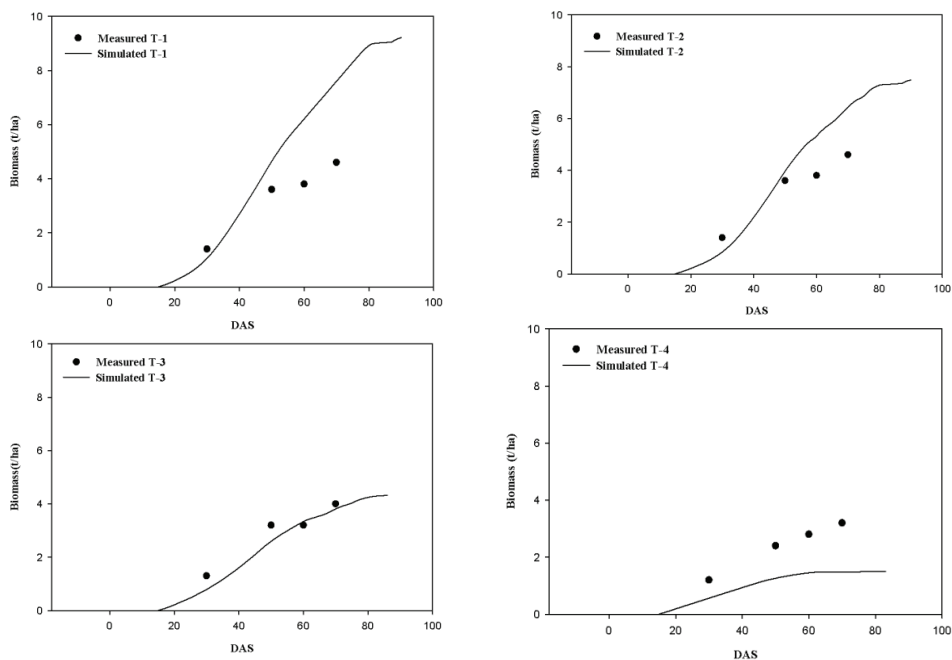 10
8
6
4
2
0
Biomass (t/ha)
Measured T-1
Simulated T-1
0 20 40 60 80 100
DAS
10
8
6
4
2
0
Biomass (t/ha)
Measured T-2
Simulated T-2
0 20 40 60 80 100
DAS
10
8
6
4
2
0
Biomass(t/ha)
Measured T-3
Simulated T-3
0 20 40 60 80 100
DAS
10
8
6
4
2
0
Biomass (t/ha)
Measured T-4
Simulated T-4
0 20 40 60 80 100
DAS